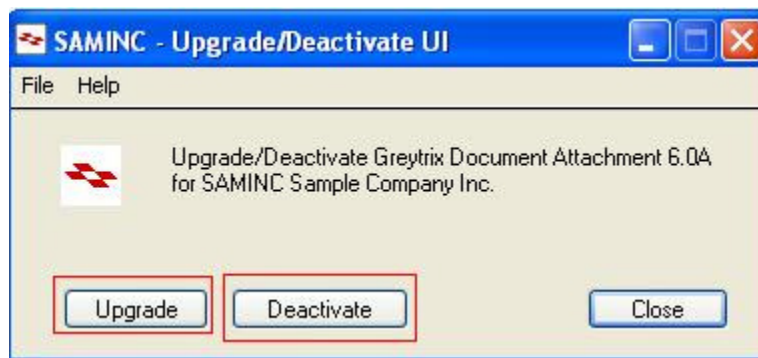 SAMINC - Upgrade/Deactivate UI
File Help
Upgrade/Deactivate Greytrix Document Attachment 6.0A
for SAMINC Sample Company Inc.
Upgrade Deactivate Close